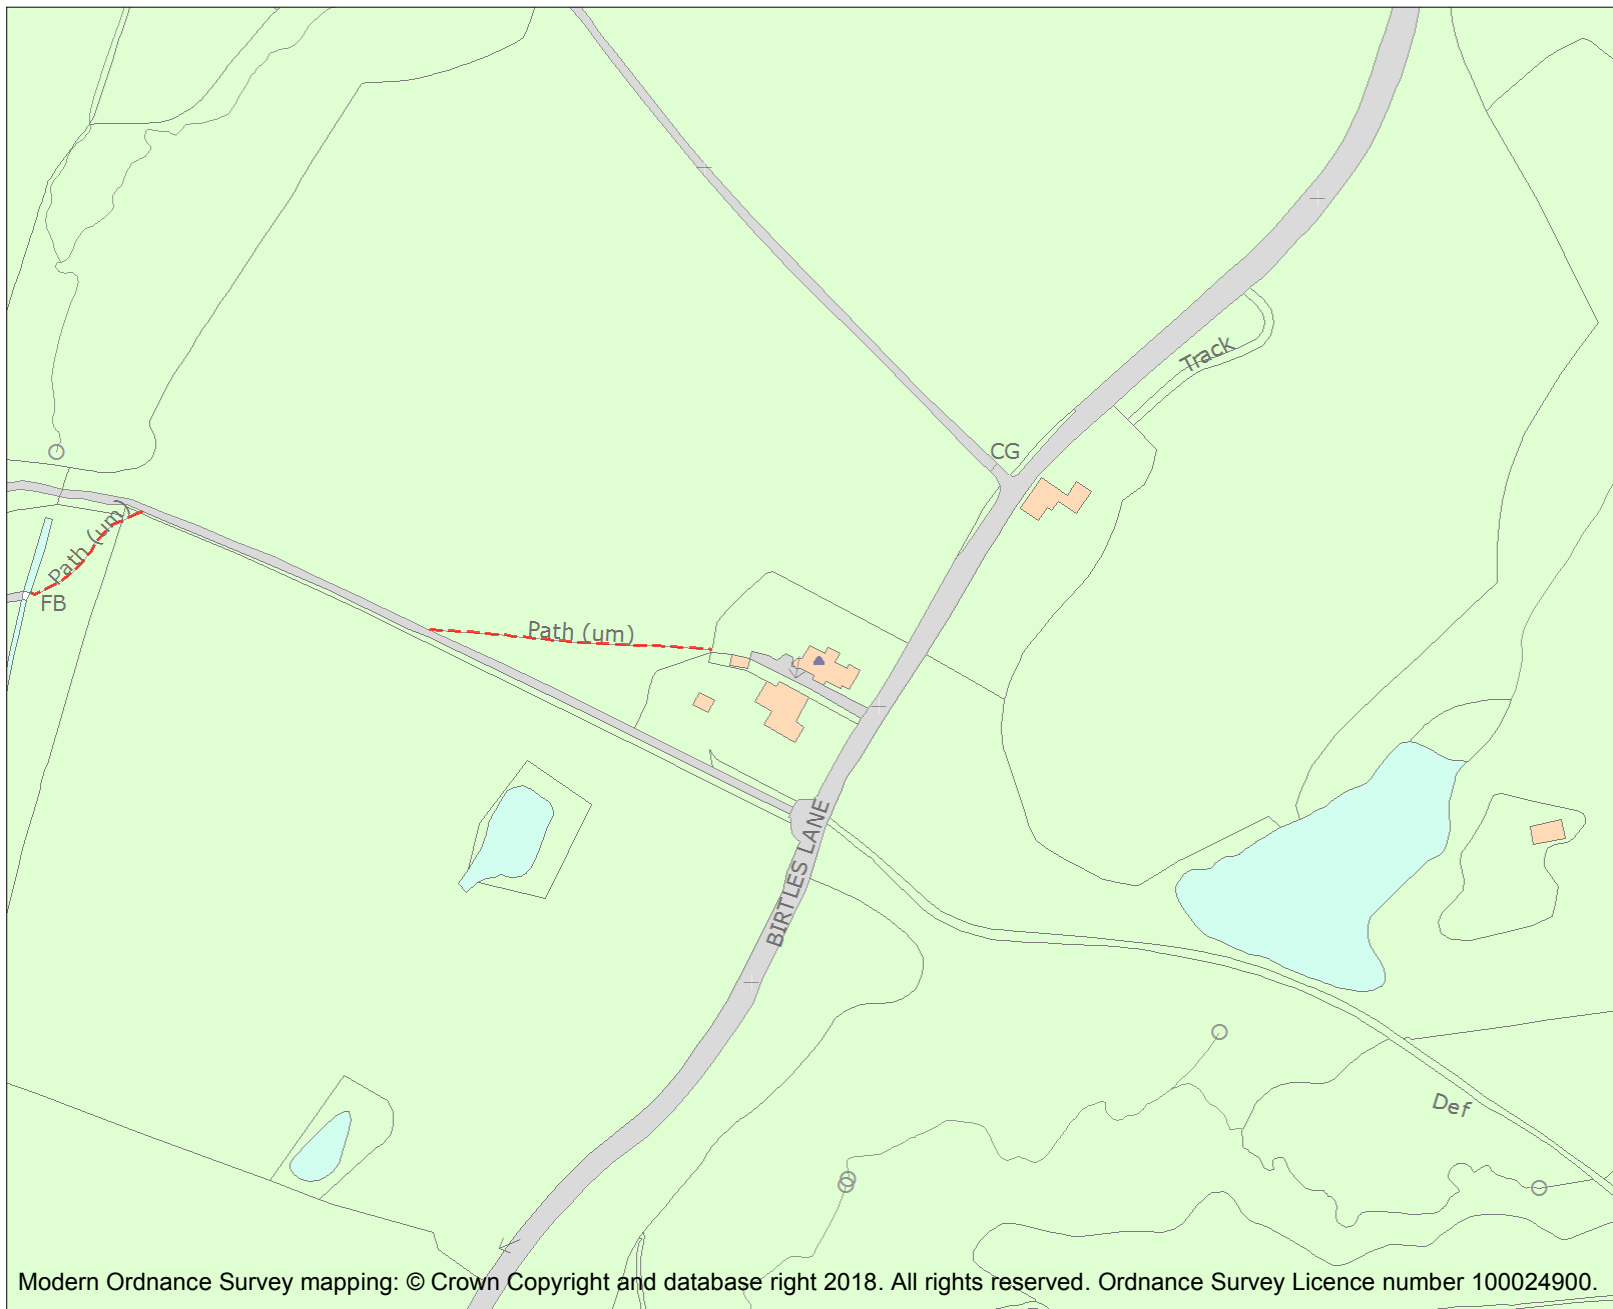 Track
CG
Path (um)
FB
Path (um)
BIRTLES LANE
Def
Modern Ordnance Survey mapping: © Crown Copyright and database right 2018. All rights reserved. Ordnance Survey Licence number 100024900.